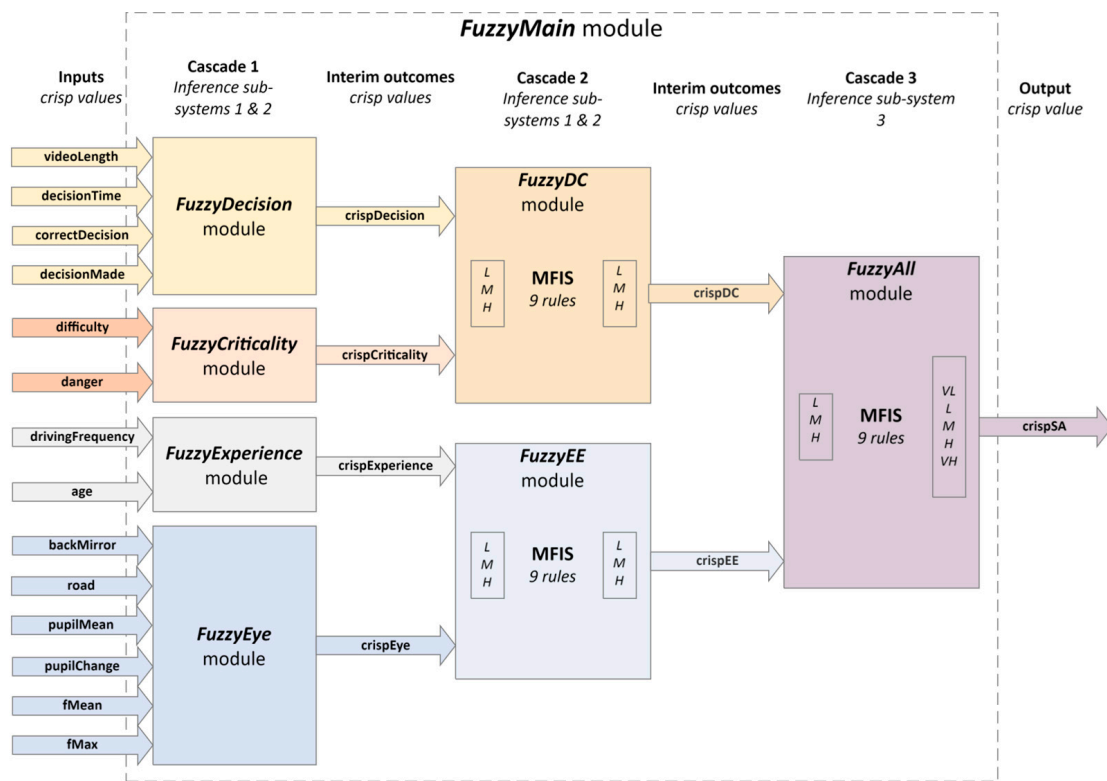 FuzzyMain module
Inputs
crisp values
Cascade 1
Inference sub-
systems 1 & 2
Interim outcomes
crisp values
Cascade 2
Inference sub-
systems 1 & 2
Interim outcomes
crisp values
Cascade 3
Inference sub-system
3
Output
crisp value
videoLength
decisionTime
correctDecision
decisionMade
FuzzyDecision
module
crispDecision
difficulty
danger
FuzzyCriticality
module
crispCriticality
drivingFrequency
age
FuzzyExperience
module
crispExperience
backMirror
road
pupilMean
pupilChange
fMean
fMax
FuzzyEye
module
crispEye
FuzzyDC
module
L
M
H
MFIS
9 rules
L
M
H
crispDC
FuzzyEE
module
L
M
H
MFIS
9 rules
L
M
H
crispEE
FuzzyAll
module
L
M
H
MFIS
9 rules
VL
L
M
H
VH
crispSA